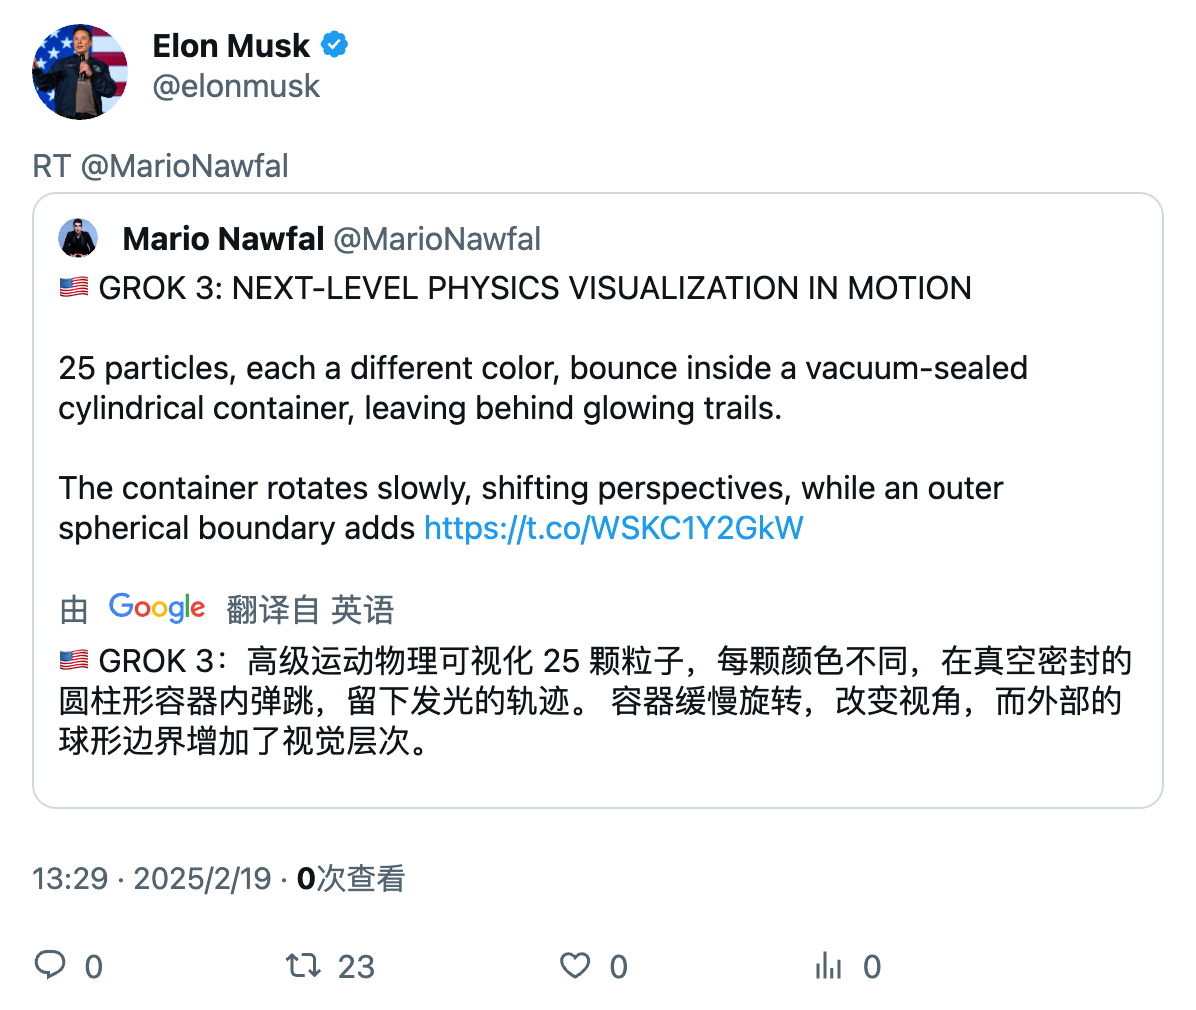 Elon Musk
@elonmusk
RT @MarioNawfal
Mario Nawfal @MarioNawfal
🇺🇸 GROK 3: NEXT-LEVEL PHYSICS VISUALIZATION IN MOTION
25 particles, each a different color, bounce inside a vacuum-sealed
cylindrical container, leaving behind glowing trails.
The container rotates slowly, shifting perspectives, while an outer
spherical boundary adds https://t.co/WSKC1Y2GkW
由 Google 翻译自 英语
🇺🇸 GROK 3：高级运动物理可视化 25 颗粒子，每颗颜色不同，在真空密封的
圆柱形容器内弹跳，留下发光的轨迹。 容器缓慢旋转，改变视角，而外部的
球形边界增加了视觉层次。
13:29 · 2025/2/19 · 0次查看
0 23 0 0